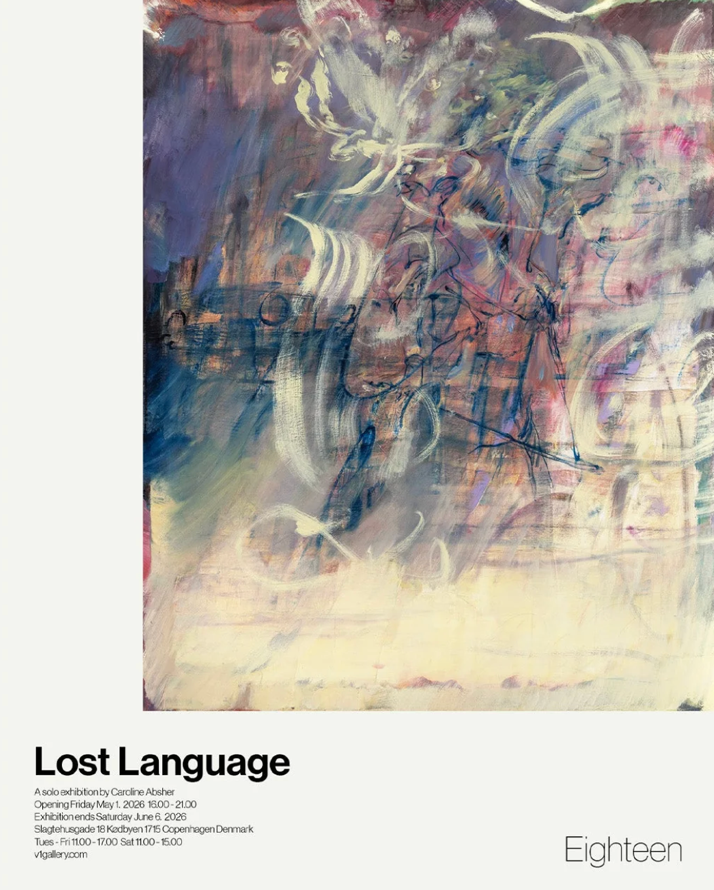 Lost Language
A solo exhibition by Caroline Absher
Opening Friday May 1. 2026 16.00 - 21.00
Exhibition ends Saturday June 6. 2026
Slagtehusgade 18 Kødbyen 1715 Copenhagen Denmark
Tues - Fri 11.00 - 17.00 Sat 11.00 - 15.00
v1gallery.com
Eighteen